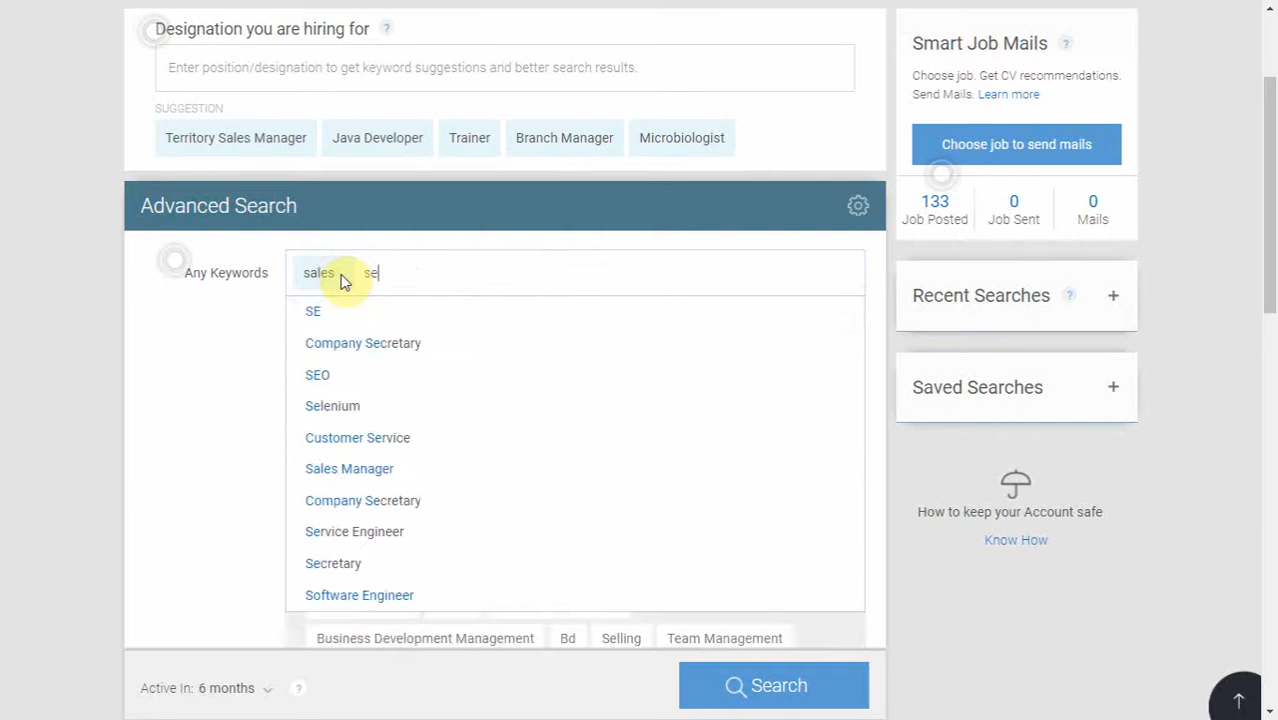 Designation you are hiring for ?
Enter position/designation to get keyword suggestions and better search results.
SUGGESTION
Territory Sales Manager Java Developer Trainer Branch Manager Microbiologist
Advanced Search
Any Keywords sales se
SE
Company Secretary
SEO
Selenium
Customer Service
Sales Manager
Company Secretary
Service Engineer
Secretary
Software Engineer
Business Development Management Bd Selling Team Management
Active In: 6 months ?
Search
Smart Job Mails ?
Choose job. Get CV recommendations.
Send Mails. Learn more
Choose job to send mails
133 0 0
Job Posted Job Sent Mails
Recent Searches ? +
Saved Searches +
How to keep your Account safe
Know How